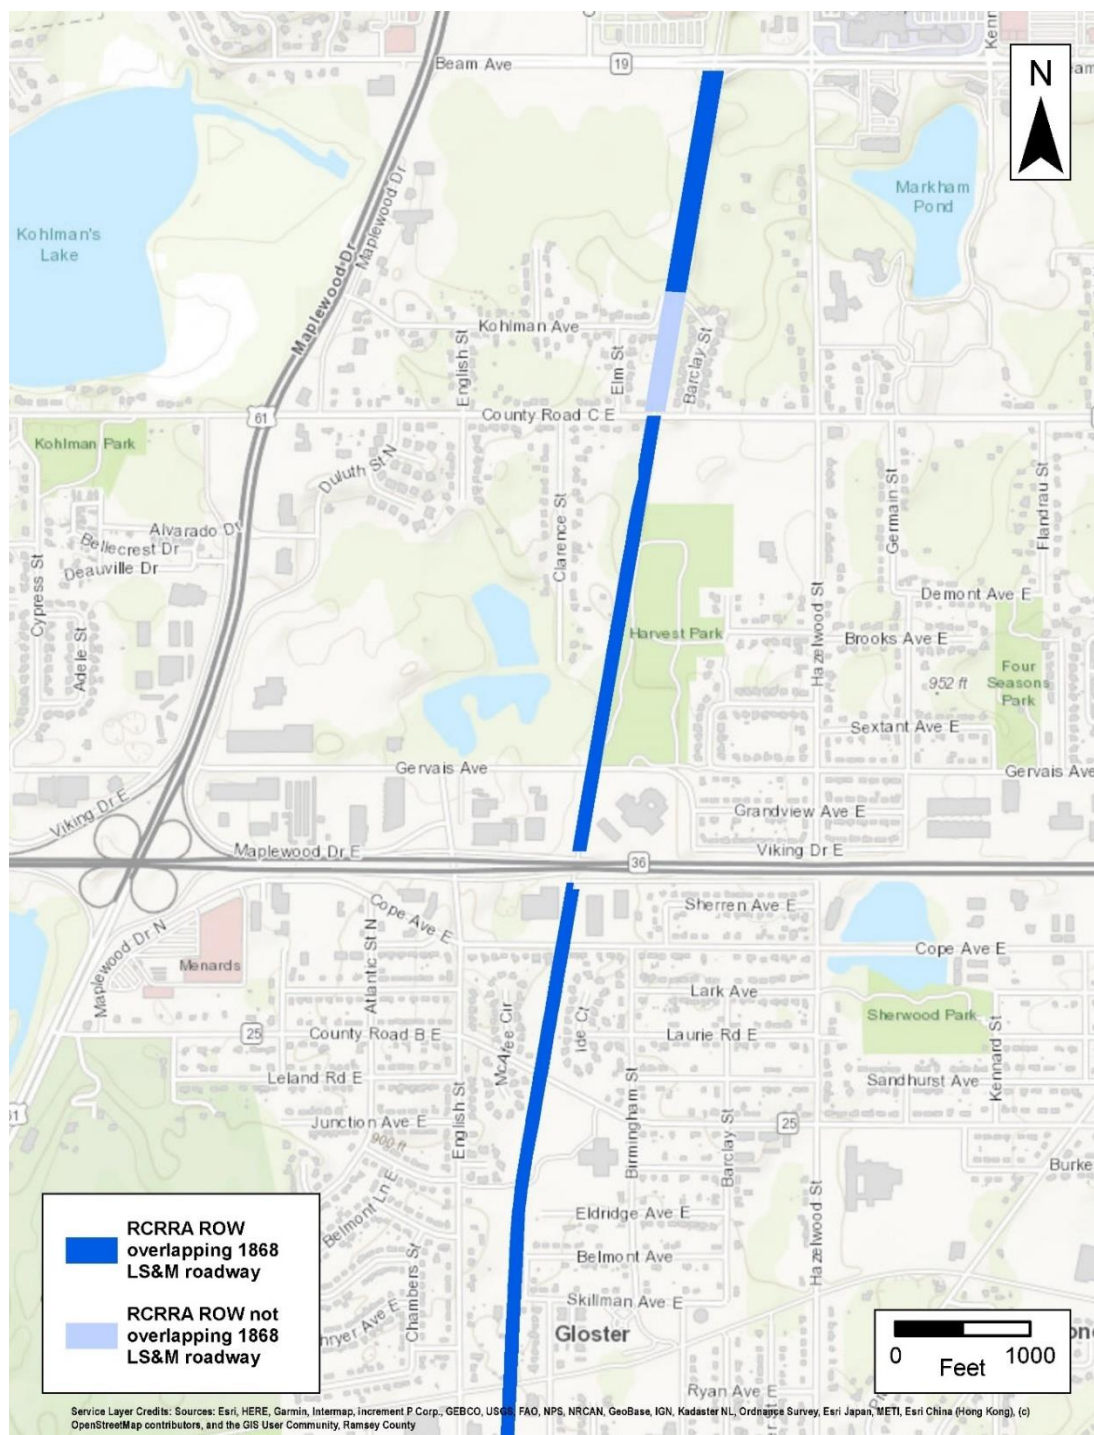 Beam Ave
19
Kenn
eam
N
Maplewood Dr
Maplewood Dr
Markham
Pond
Kohlman's
Lake
Kohlman Ave
English St
Elm St
Barclay St
61
County Road C E
Kohlman Park
Duluth St N
Clarence St
Germain St
Flandrau St
Alvarado Dr
Bellecrest Dr
Deauville Dr
Cypress St
Adele St
Harvest Park
Hazelwood St
Demont Ave E
Brooks Ave E
952 ft
Four
Seasons
Park
Sextant Ave E
Gervais Ave
Gervais Ave
Viking Dr E
Grandview Ave E
Maplewood Dr E
36
Viking Dr E
Cope Ave E
Sherren Ave E
Maplewood Dr N
Menards
Atlantic St N
Cope Ave E
Lark Ave
Sherwood Park
25
County Road B E
McAfee Cir
Ide Ct
Laurie Rd E
Kennard St
Leland Rd E
Sandhurst Ave
61
Junction Ave E
900 ft
English St
Birmingham St
Barclay St
25
Burke
Belmont Ln E
Eldridge Ave E
Hazelwood St
Belmont Ave
Chambers St
Skillman Ave E
hryer Ave E
Gloster
Ryan Ave E
RCRRA ROW
overlapping 1868
LS&M roadway
RCRRA ROW not
overlapping 1868
LS&M roadway
0 1000
Feet
Service Layer Credits: Sources: Esri, HERE, Garmin, Intermap, increment P Corp., GEBCO, USGS, FAO, NPS, NRCAN, GeoBase, IGN, Kadaster NL, Ordnance Survey, Esri Japan, METI, Esri China (Hong Kong), (c)
OpenStreetMap contributors, and the GIS User Community, Ramsey County